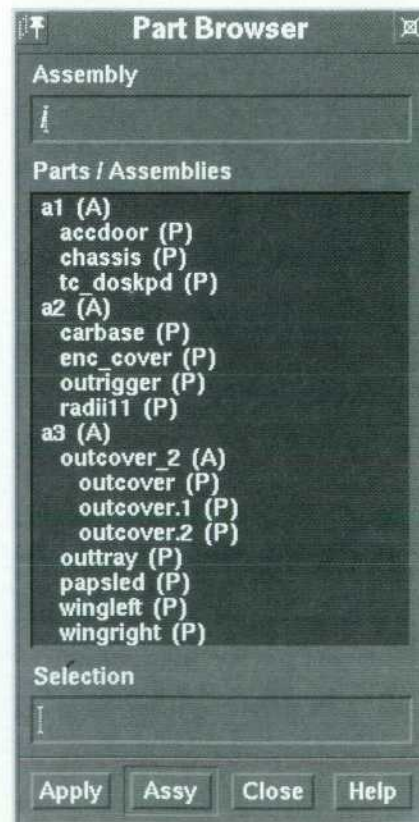 Part Browser
Assembly
/
Parts / Assemblies
a1 (A)
accdoor (P)
chassis (P)
tc_doskpd (P)
a2 (A)
carbase (P)
enc_cover (P)
outrigger (P)
radii11 (P)
a3 (A)
outcover_2 (A)
outcover (P)
outcover.1 (P)
outcover.2 (P)
outtray (P)
papsled (P)
wingleft (P)
wingright (P)
Selection
Apply Assy Close Help